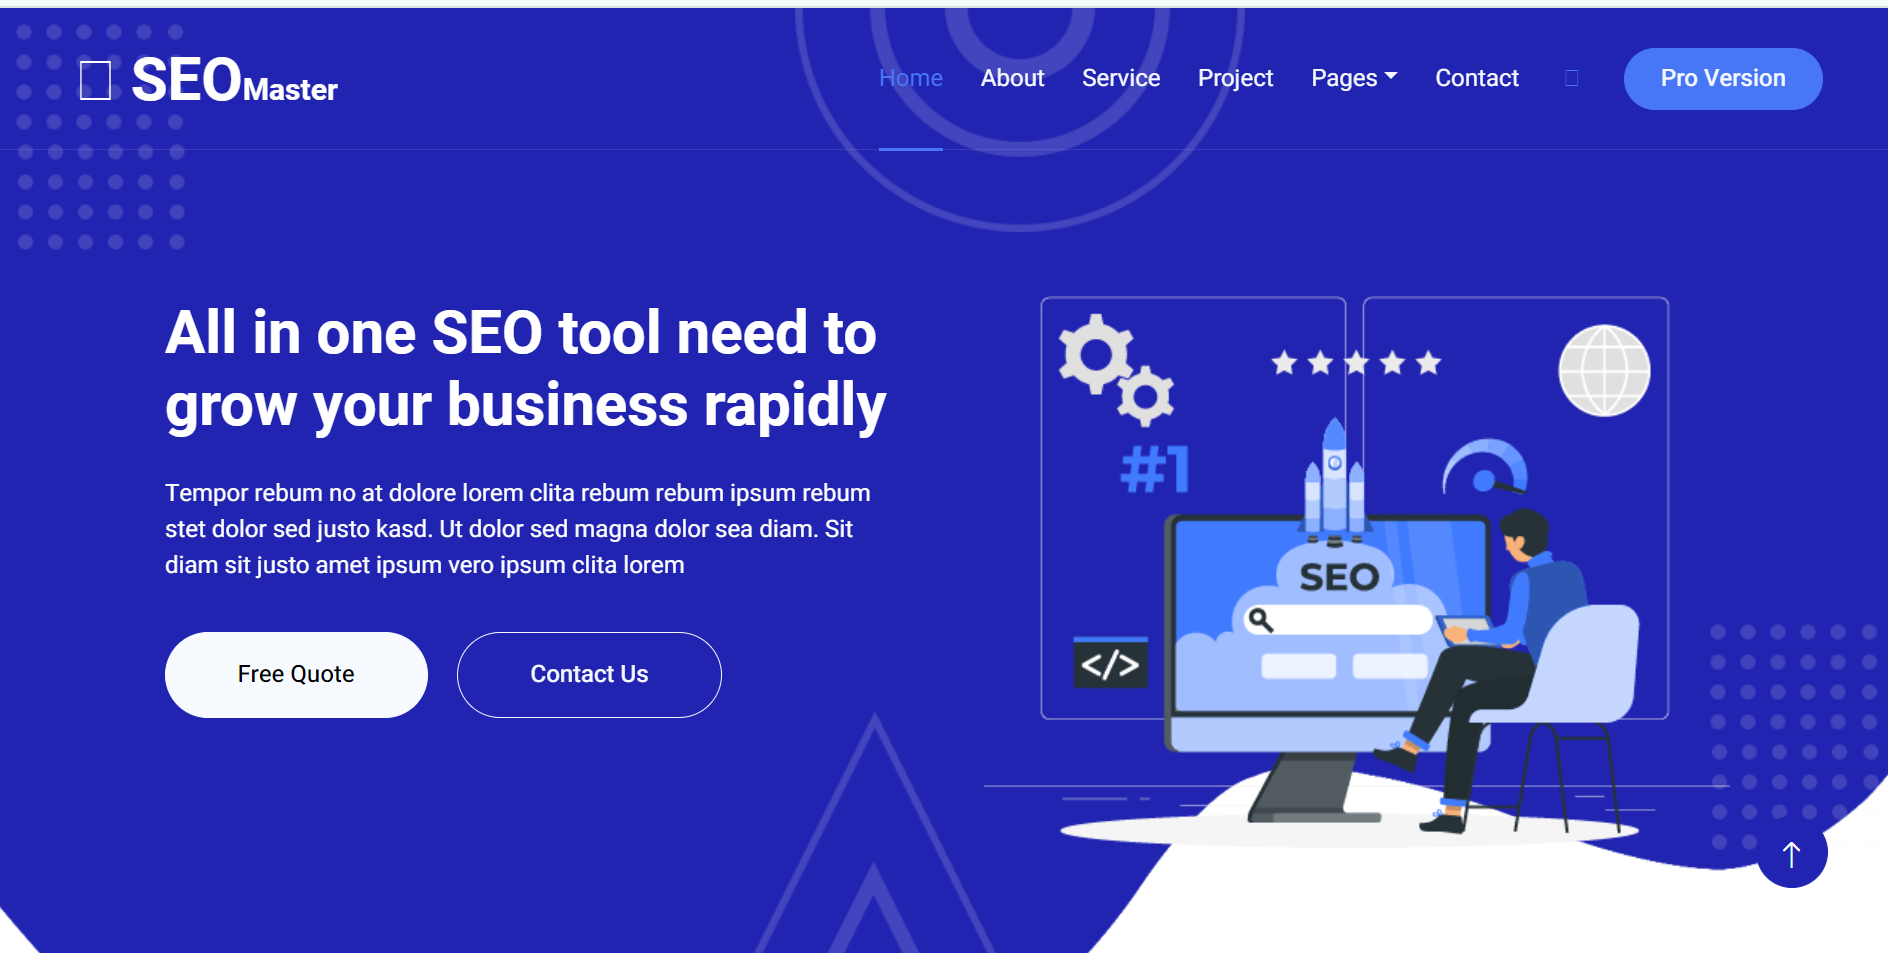 SEOMaster
Home About Service Project Pages Contact Pro Version
All in one SEO tool need to
grow your business rapidly
Tempor rebum no at dolore lorem clita rebum rebum ipsum rebum
stet dolor sed justo kasd. Ut dolor sed magna dolor sea diam. Sit
diam sit justo amet ipsum vero ipsum clita lorem
Free Quote Contact Us
#1
SEO
</>